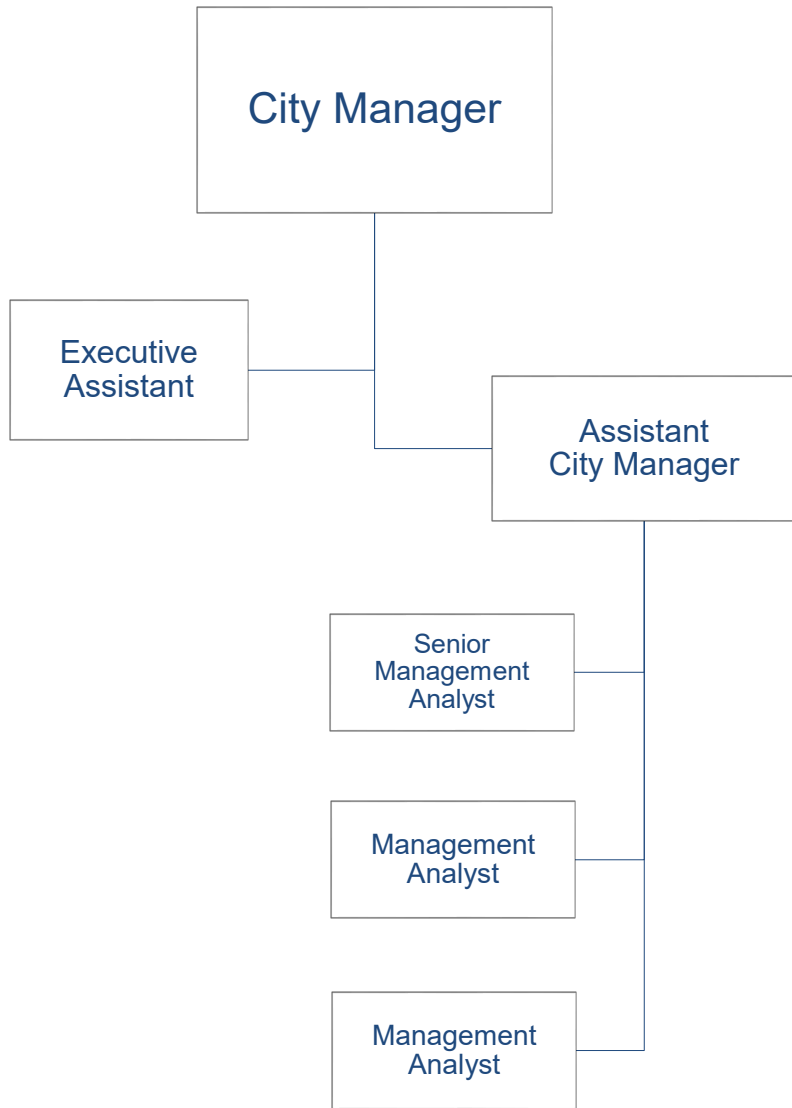 City Manager
Executive
Assistant
Assistant
City Manager
Senior
Management
Analyst
Management
Analyst
Management
Analyst